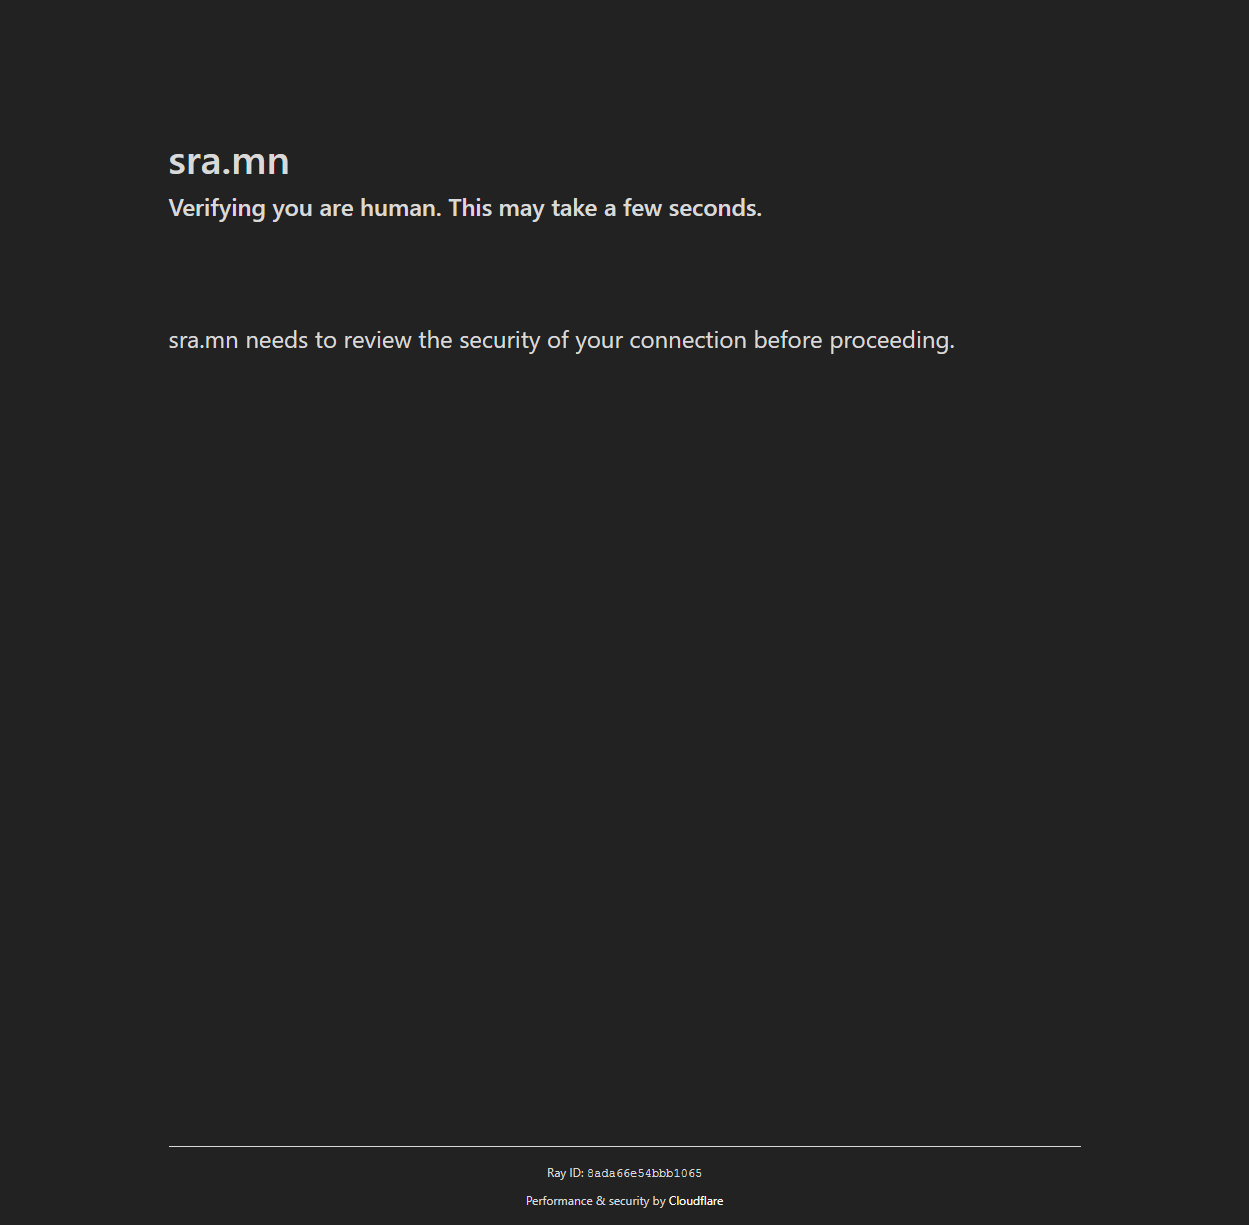 sra.mn
Verifying you are human. This may take a few seconds.
sra.mn needs to review the security of your connection before proceeding.
Ray ID: 8ada66e54bbb1065
Performance & security by Cloudflare